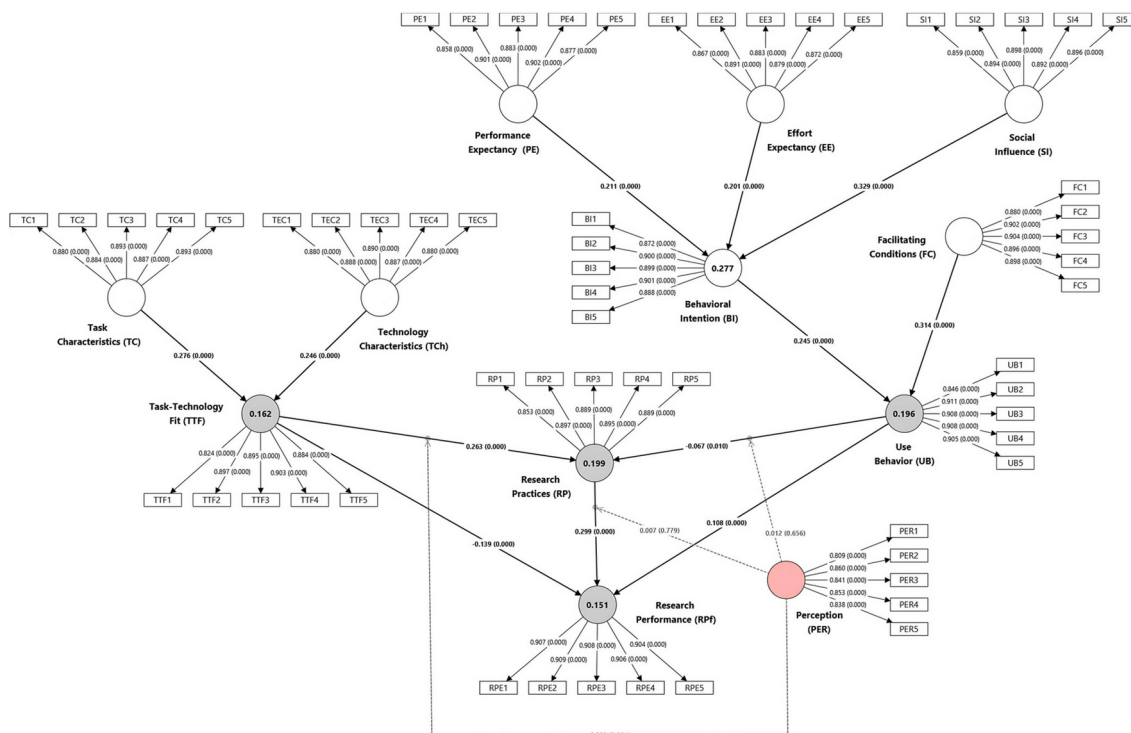 PE1 PE2 PE3 PE4 PE5
0.858 (0.000)
0.901 (0.000)
0.883 (0.000)
0.902 (0.000)
0.877 (0.000)
Performance
Expectancy (PE)
EE1 EE2 EE3 EE4 EE5
0.867 (0.000)
0.891 (0.000)
0.883 (0.000)
0.879 (0.000)
0.872 (0.000)
Effort
Expectancy (EE)
SI1 SI2 SI3 SI4 SI5
0.859 (0.000)
0.894 (0.000)
0.898 (0.000)
0.892 (0.000)
0.896 (0.000)
Social
Influence (SI)
0.211 (0.000)
0.201 (0.000)
0.329 (0.000)
TC1 TC2 TC3 TC4 TC5
0.880 (0.000)
0.884 (0.000)
0.893 (0.000)
0.887 (0.000)
0.893 (0.000)
Task
Characteristics (TC)
TEC1 TEC2 TEC3 TEC4 TEC5
0.880 (0.000)
0.888 (0.000)
0.890 (0.000)
0.887 (0.000)
0.880 (0.000)
Technology
Characteristics (TCh)
BI1
BI2
BI3
BI4
BI5
0.872 (0.000)
0.900 (0.000)
0.899 (0.000)
0.901 (0.000)
0.888 (0.000)
0.277
Behavioral
Intention (BI)
Facilitating
Conditions (FC)
0.880 (0.000)
0.902 (0.000)
0.904 (0.000)
0.896 (0.000)
0.898 (0.000)
FC1
FC2
FC3
FC4
FC5
0.276 (0.000)
0.246 (0.000)
0.245 (0.000)
0.314 (0.000)
Task-Technology
Fit (TTF)
0.162
0.824 (0.000)
0.897 (0.000)
0.895 (0.000)
0.903 (0.000)
0.884 (0.000)
TTF1 TTF2 TTF3 TTF4 TTF5
RP1 RP2 RP3 RP4 RP5
0.853 (0.000)
0.897 (0.000)
0.889 (0.000)
0.895 (0.000)
0.889 (0.000)
0.263 (0.000)
0.199
Research
Practices (RP)
-0.067 (0.010)
0.196
Use
Behavior (UB)
0.846 (0.000)
0.911 (0.000)
0.908 (0.000)
0.908 (0.000)
0.905 (0.000)
UB1
UB2
UB3
UB4
UB5
-0.139 (0.000)
0.299 (0.000)
0.007 (0.779)
0.108 (0.000)
0.012 (0.656)
0.151
Research
Performance (RPf)
0.907 (0.000)
0.909 (0.000)
0.908 (0.000)
0.906 (0.000)
0.904 (0.000)
RPE1 RPE2 RPE3 RPE4 RPE5
Perception
(PER)
0.809 (0.000)
0.860 (0.000)
0.841 (0.000)
0.853 (0.000)
0.838 (0.000)
PER1
PER2
PER3
PER4
PER5